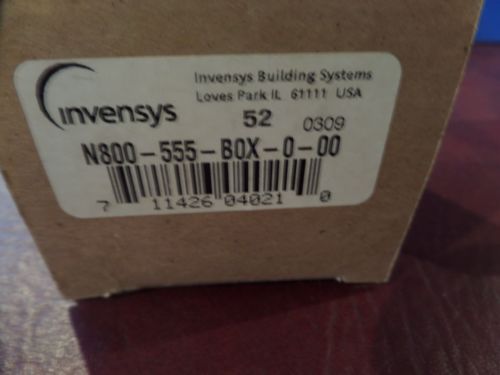 invensys
Invensys Building Systems
Loves Park IL 61111 USA
52 0309
N800-555-BOX-0-00
7 11426 04021 0